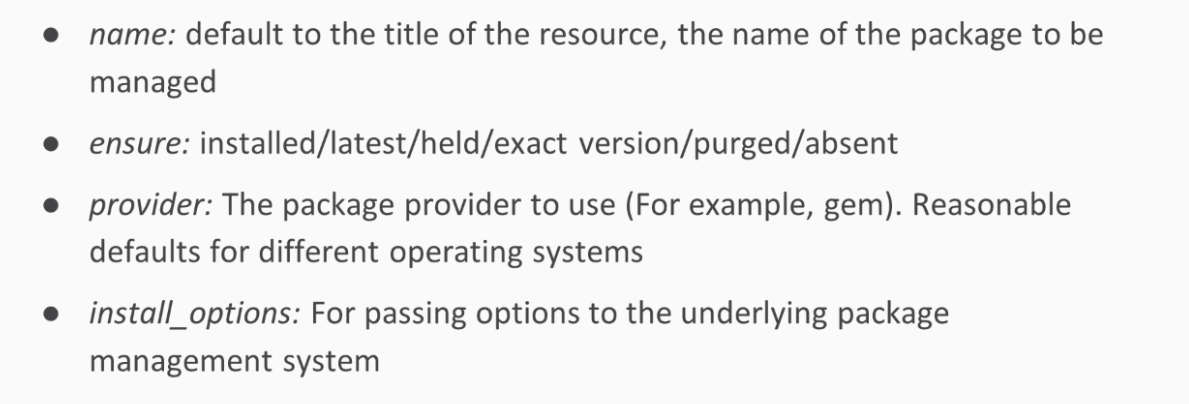 ● name: default to the title of the resource, the name of the package to be
managed
● ensure: installed/latest/held/exact version/purged/absent
● provider: The package provider to use (For example, gem). Reasonable
defaults for different operating systems
● install_options: For passing options to the underlying package
management system